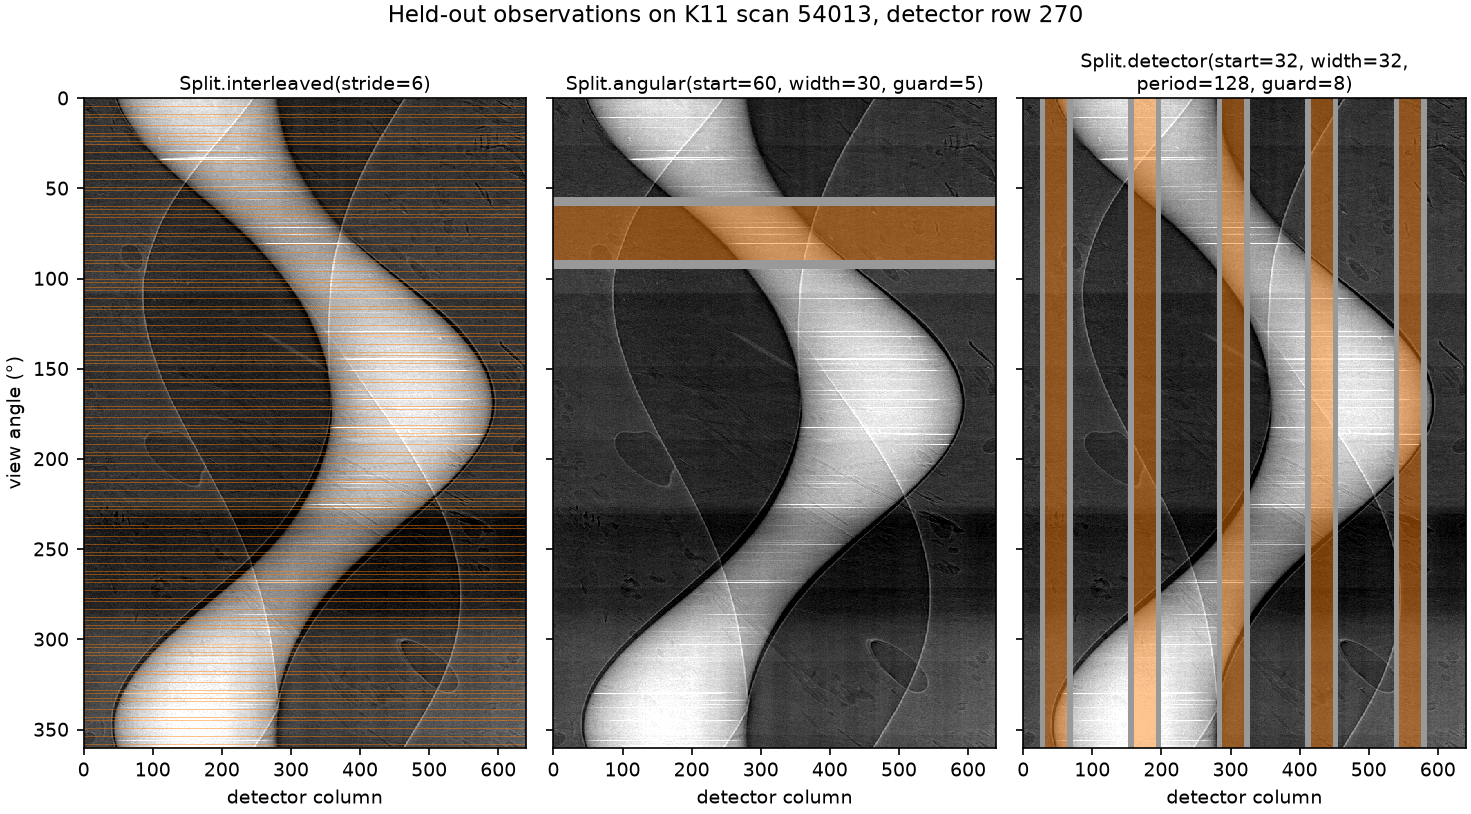 Held-out observations on K11 scan 54013, detector row 270
Split.interleaved(stride=6)
Split.angular(start=60, width=30, guard=5)
Split.detector(start=32, width=32,
period=128, guard=8)
view angle (°)
0
50
100
150
200
250
300
350
0 100 200 300 400 500 600
0 100 200 300 400 500 600
0 100 200 300 400 500 600
detector column
detector column
detector column